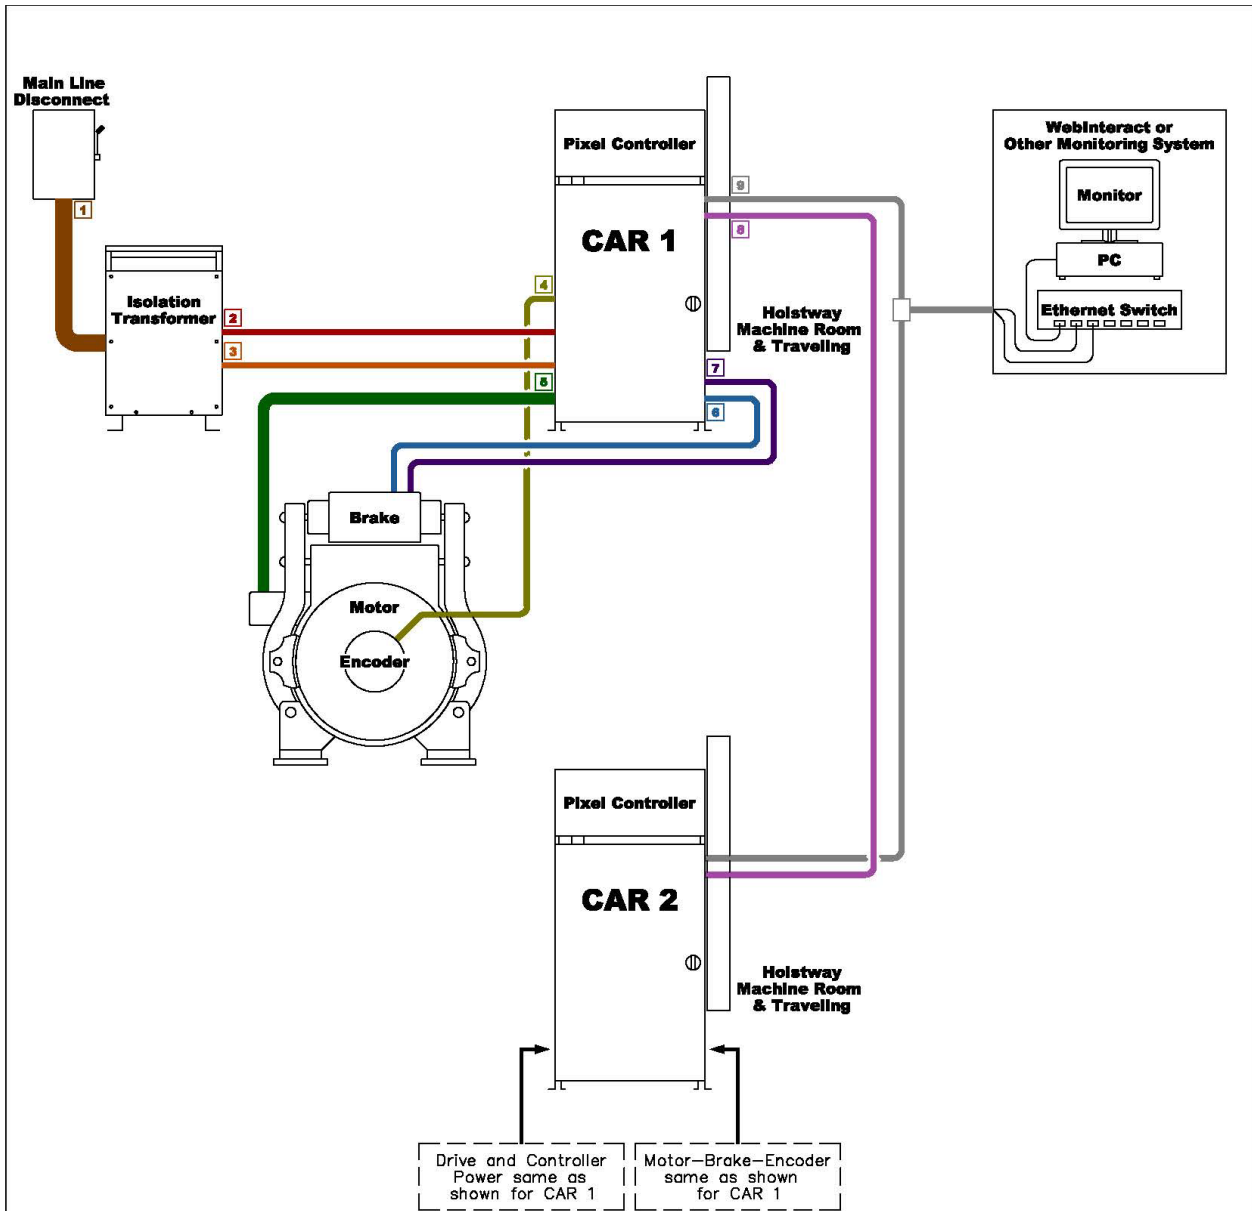 Main Line
Disconnect
1
Isolation
Transformer
2
3
4
5
Pixel Controller
CAR 1
9
8
7
6
Hoistway
Machine Room
& Traveling
WebInteract or
Other Monitoring System
Monitor
PC
Ethernet Switch
Brake
Motor
Encoder
Pixel Controller
CAR 2
Hoistway
Machine Room
& Traveling
Drive and Controller
Power same as
shown for CAR 1
Motor-Brake-Encoder
same as shown
for CAR 1